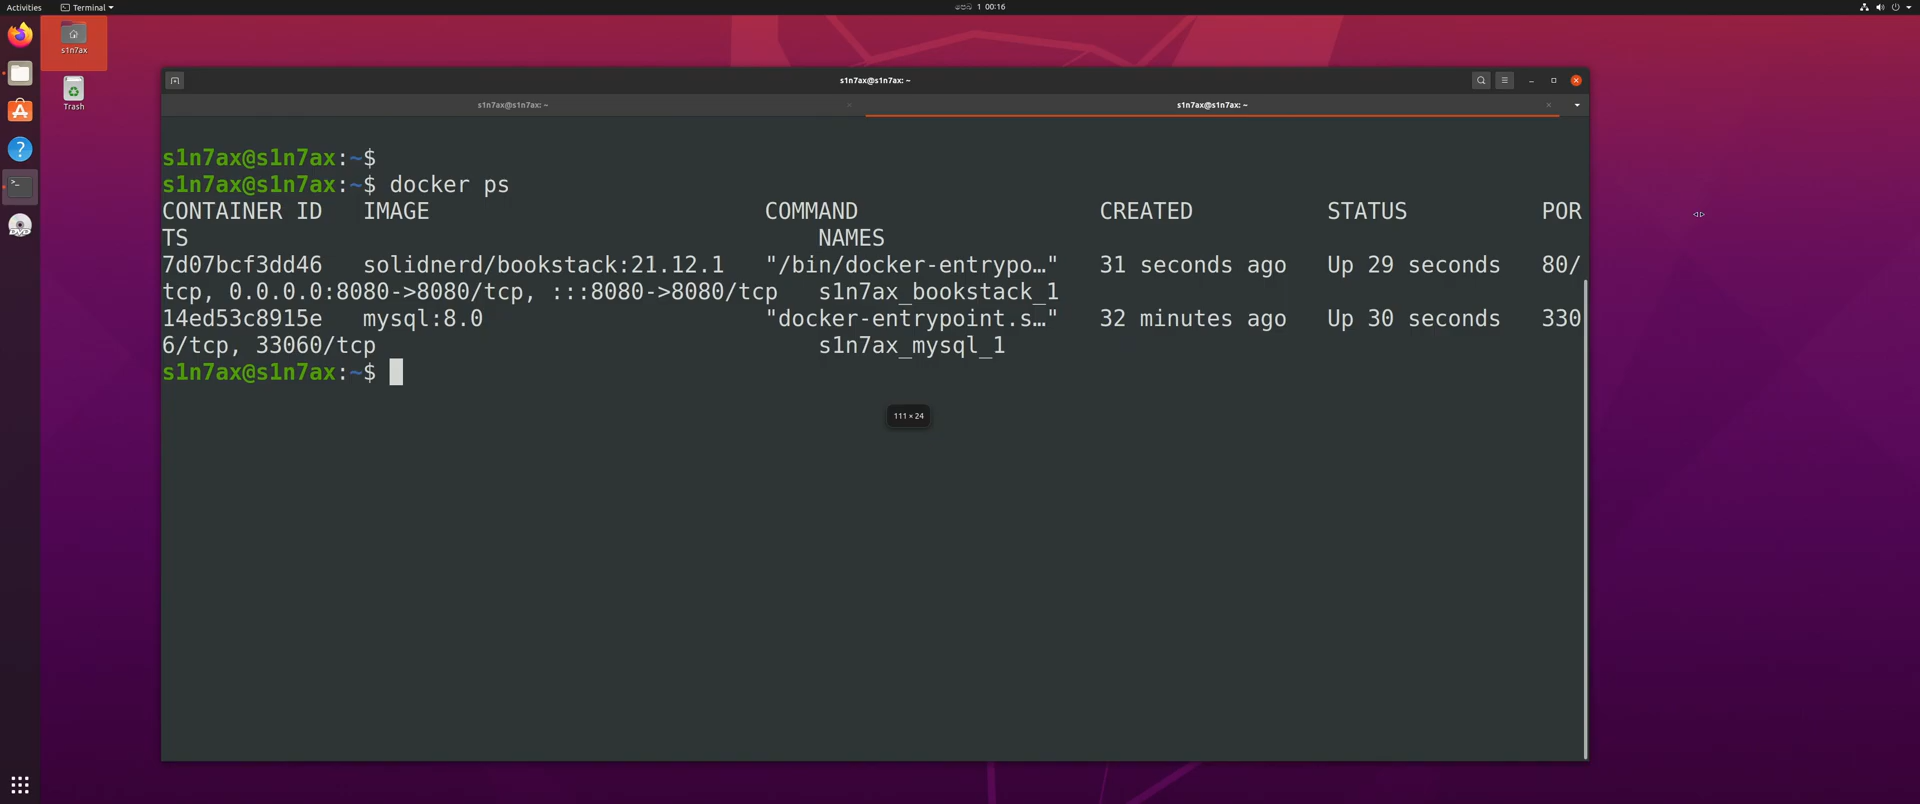 Activities
Terminal
පෙබ 1 00:16
s1n7ax
Trash
s1n7ax@s1n7ax: ~
s1n7ax@s1n7ax: ~
s1n7ax@s1n7ax: ~
s1n7ax@s1n7ax:~$
s1n7ax@s1n7ax:~$ docker ps
CONTAINER ID IMAGE COMMAND CREATED STATUS POR
TS NAMES
7d07bcf3dd46 solidnerd/bookstack:21.12.1 "/bin/docker-entrypo…" 31 seconds ago Up 29 seconds 80/
tcp, 0.0.0.0:8080->8080/tcp, :::8080->8080/tcp s1n7ax_bookstack_1
14ed53c8915e mysql:8.0 "docker-entrypoint.s…" 32 minutes ago Up 30 seconds 330
6/tcp, 33060/tcp s1n7ax_mysql_1
s1n7ax@s1n7ax:~$
111 × 24